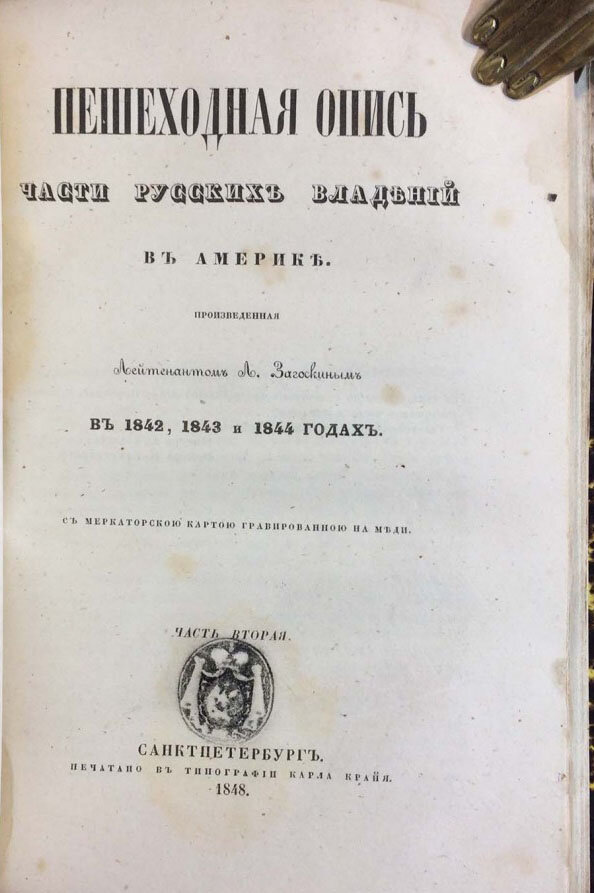 ПЕШЕХОДНАЯ ОПИСЬ
ЧАСТИ РУССКИХЪ ВЛАДѢНІЙ
ВЪ АМЕРИКѢ.
ПРОИЗВЕДЕННАЯ
Лейтенантомъ Л. Загоскинымъ
ВЪ 1842, 1843 и 1844 ГОДАХЪ.
СЪ МЕРКАТОРСКОЮ КАРТОЮ ГРАВИРОВАННОЮ НА МѢДИ.
ЧАСТЬ ВТОРАЯ.
САНКТПЕТЕРБУРГЪ.
ПЕЧАТАНО ВЪ ТИПОГРАФІИ КАРЛА КРАЙЯ.
1848.